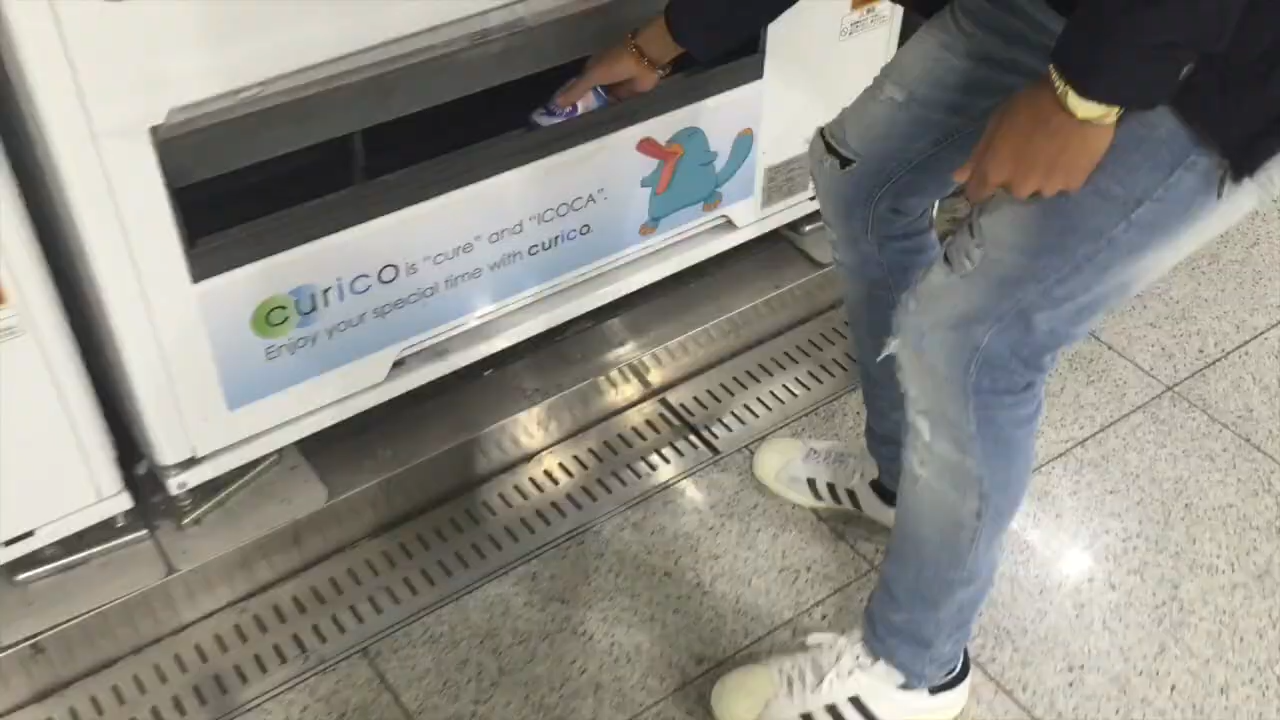 curico is “cure” and “ICOCA”.
Enjoy your special time with curico.